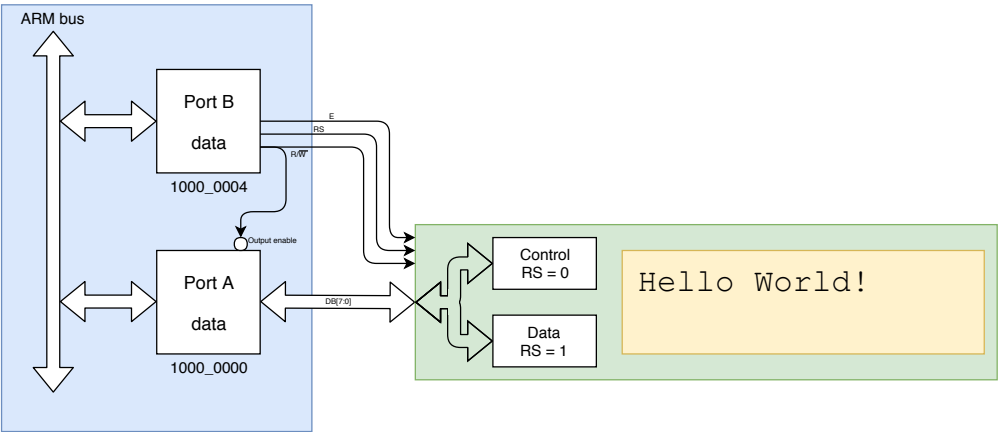 ARM bus
Port B
data
1000_0004
E
RS
R/W̅
Output enable
Port A
data
1000_0000
DB[7:0]
Control
RS = 0
Data
RS = 1
Hello World!